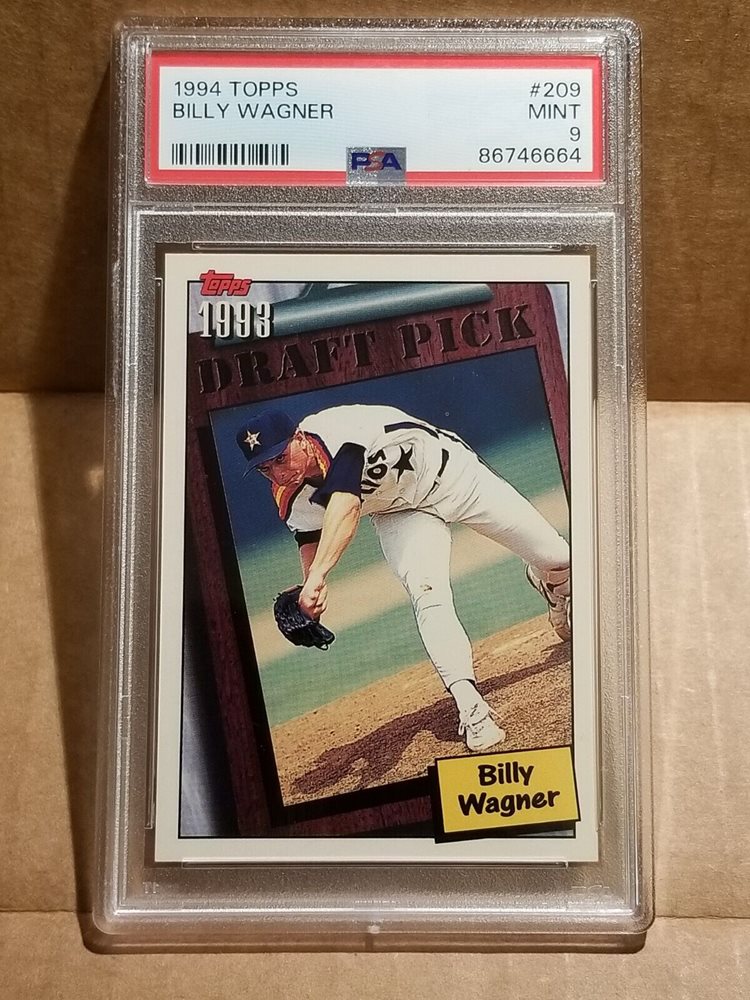 1994 TOPPS #209
BILLY WAGNER MINT
9
PSA 86746664
Topps
1993
DRAFT PICK
Billy
Wagner